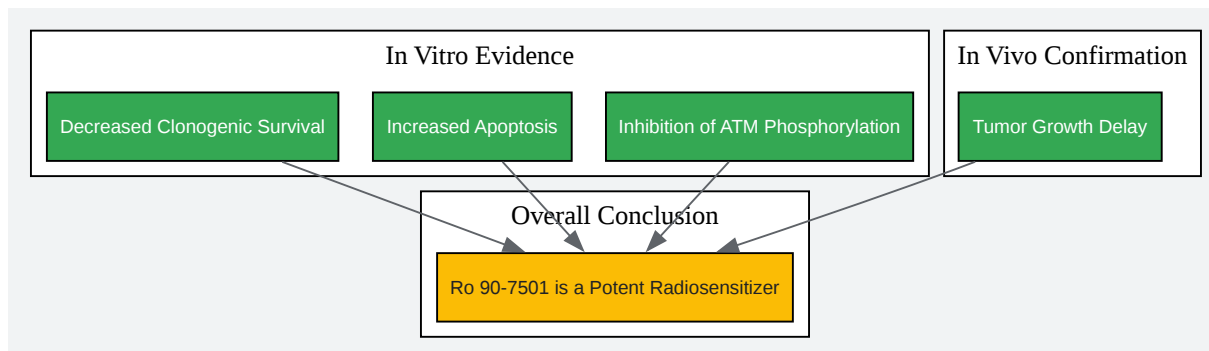 In Vitro Evidence
In Vivo Confirmation
Decreased Clonogenic Survival
Increased Apoptosis
Inhibition of ATM Phosphorylation
Tumor Growth Delay
Overall Conclusion
Ro 90-7501 is a Potent Radiosensitizer